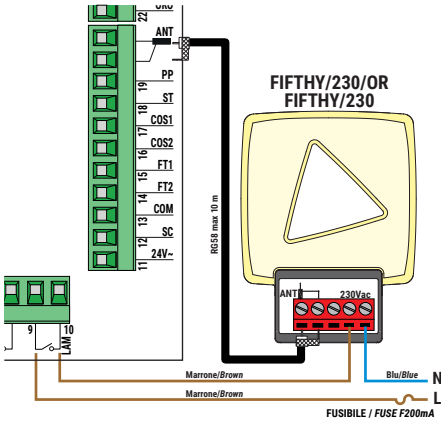 22
ANT
19 PP
18 ST
17 COS1
16 COS2
15 FT1
14 FT2
13 COM
12 SC
11 24V~
RG58 max 10 m
FIFTHY/230/OR
FIFTHY/230
ANT 230Vac
9 10
LAM
Marrone/Brown Blu/Blue N
Marrone/Brown L
FUSIBILE / FUSE F200mA